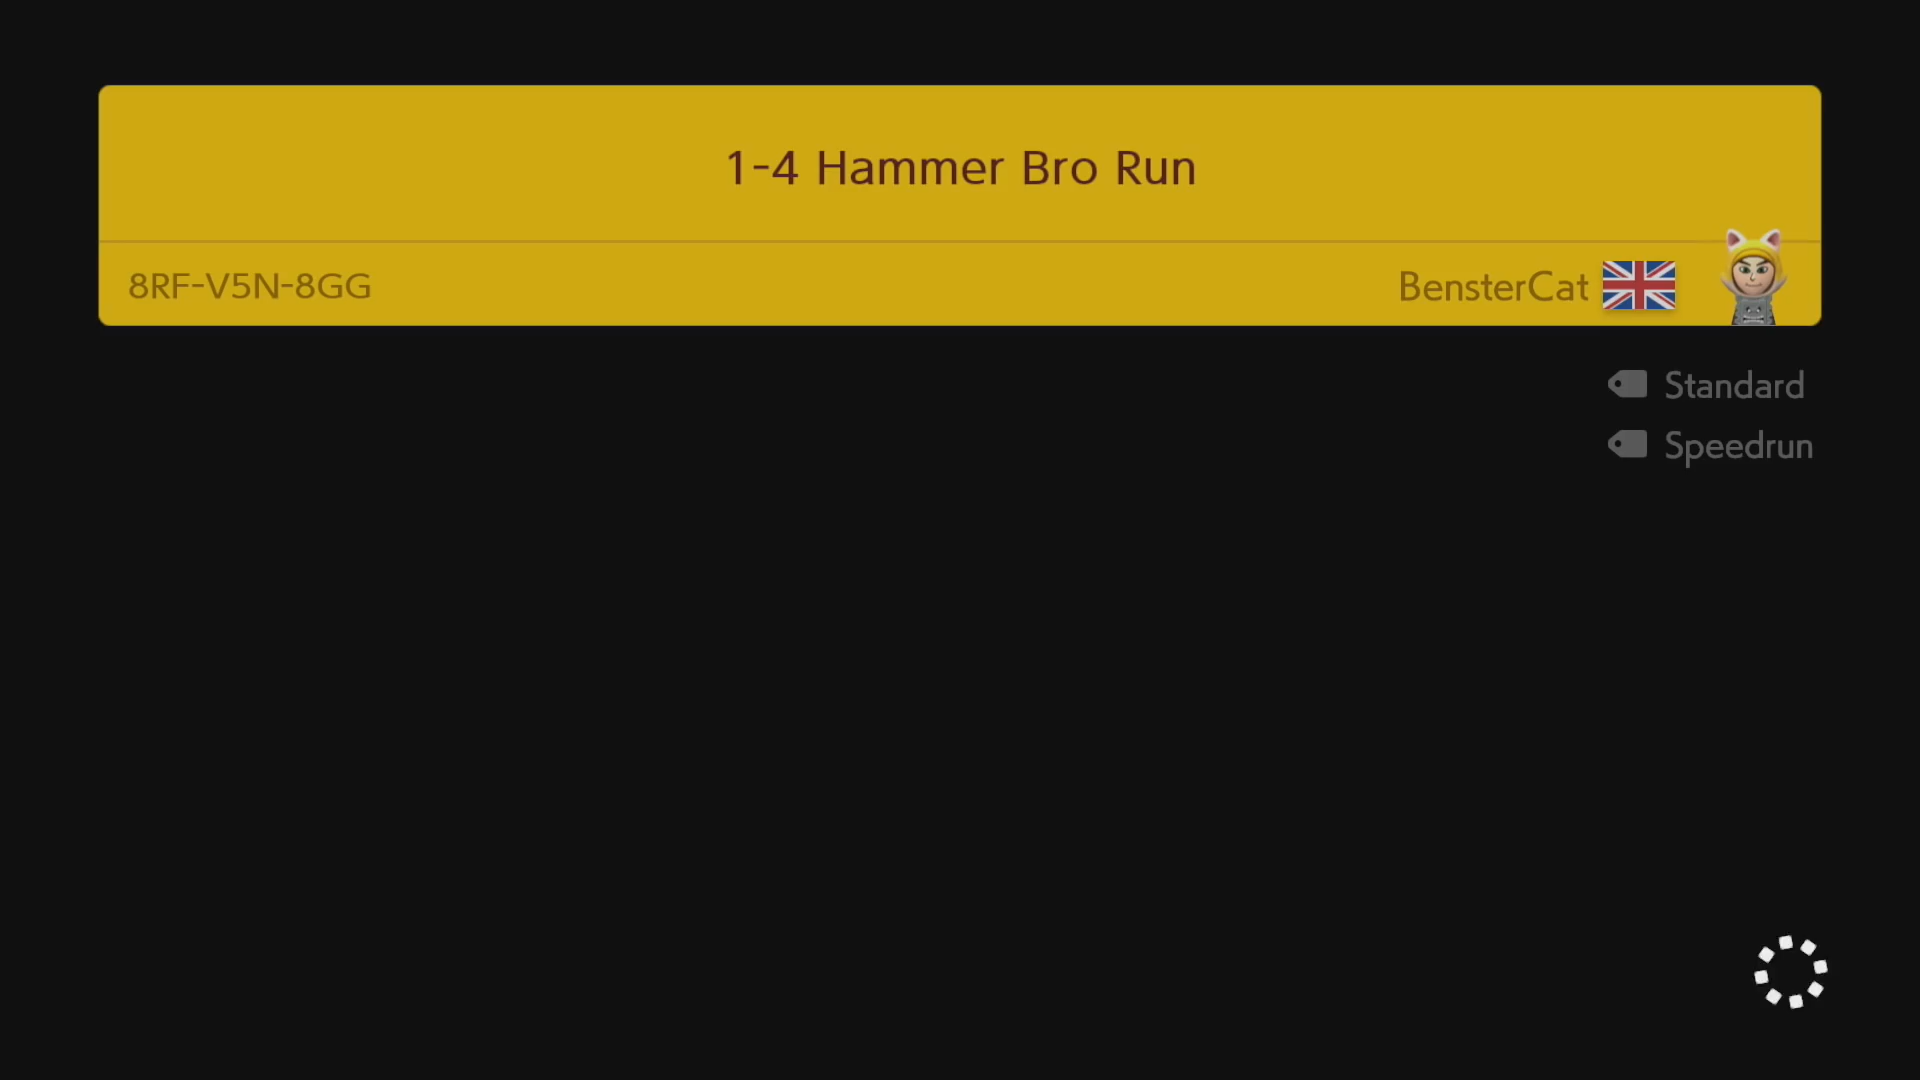 1-4 Hammer Bro Run
8RF-V5N-8GG
BensterCat
Standard
Speedrun